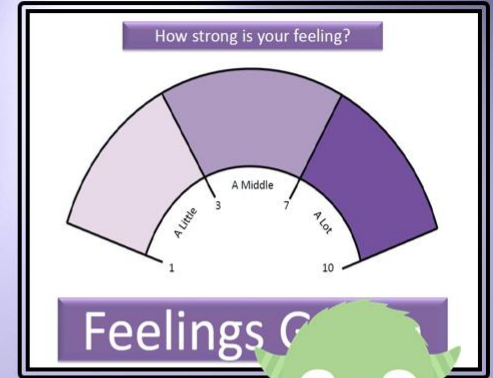 How strong is your feeling?
A Little
A Middle
A Lot
1
3
7
10
Feelings